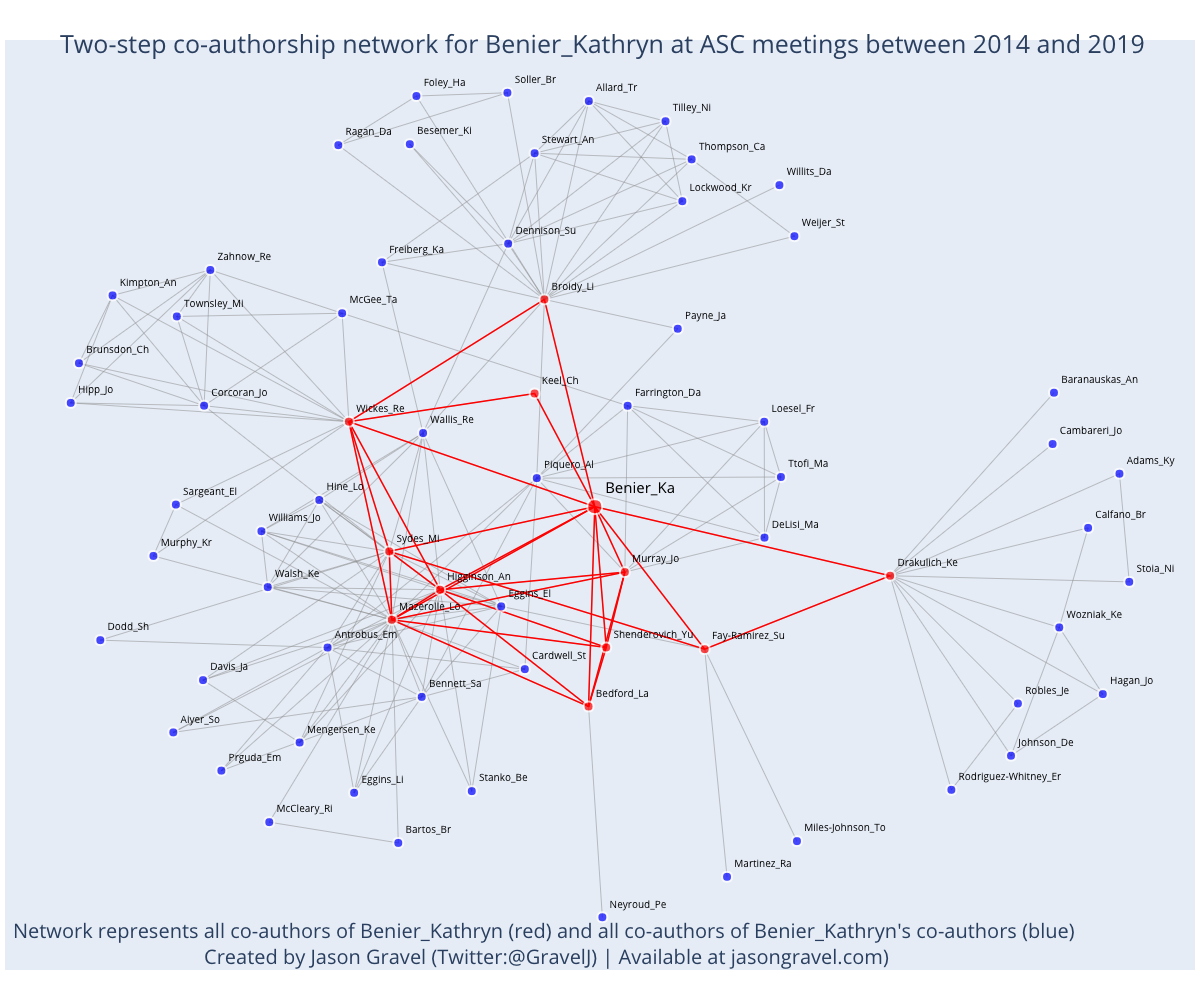 Two-step co-authorship network for Benier_Kathryn at ASC meetings between 2014 and 2019
Foley_Ha
Soller_Br
Allard_Tr
Tilley_Ni
Ragan_Da
Besemer_Ki
Stewart_An
Thompson_Ca
Willits_Da
Lockwood_Kr
Weijer_St
Dennison_Su
Freiberg_Ka
Zahnow_Re
Kimpton_An
Broidy_Li
Townsley_Mi
McGee_Ta
Payne_Ja
Brunsdon_Ch
Keel_Ch
Baranauskas_An
Hipp_Jo
Corcoran_Jo
Farrington_Da
Wickes_Re
Loesel_Fr
Wallis_Re
Cambareri_Jo
Piquero_Al
Ttofi_Ma
Adams_Ky
Benier_Ka
Hine_Lo
Sargeant_El
Williams_Jo
Calfano_Br
DeLisi_Ma
Sydes_Mi
Murphy_Kr
Murray_Jo
Drakulich_Ke
Stoia_Ni
Walsh_Ke
Higginson_An
Eggins_El
Mazerolle_Lo
Wozniak_Ke
Dodd_Sh
Antrobus_Em
Shenderovich_Yu
Fay-Ramirez_Su
Cardwell_St
Davis_Ja
Bennett_Sa
Bedford_La
Robles_Je
Hagan_Jo
Aiyer_So
Mengersen_Ke
Johnson_De
Prguda_Em
Eggins_Li
Stanko_Be
Rodriguez-Whitney_Er
McCleary_Ri
Bartos_Br
Miles-Johnson_To
Martinez_Ra
Neyroud_Pe
Network represents all co-authors of Benier_Kathryn (red) and all co-authors of Benier_Kathryn's co-authors (blue)
Created by Jason Gravel (Twitter:@GravelJ) | Available at jasongravel.com)